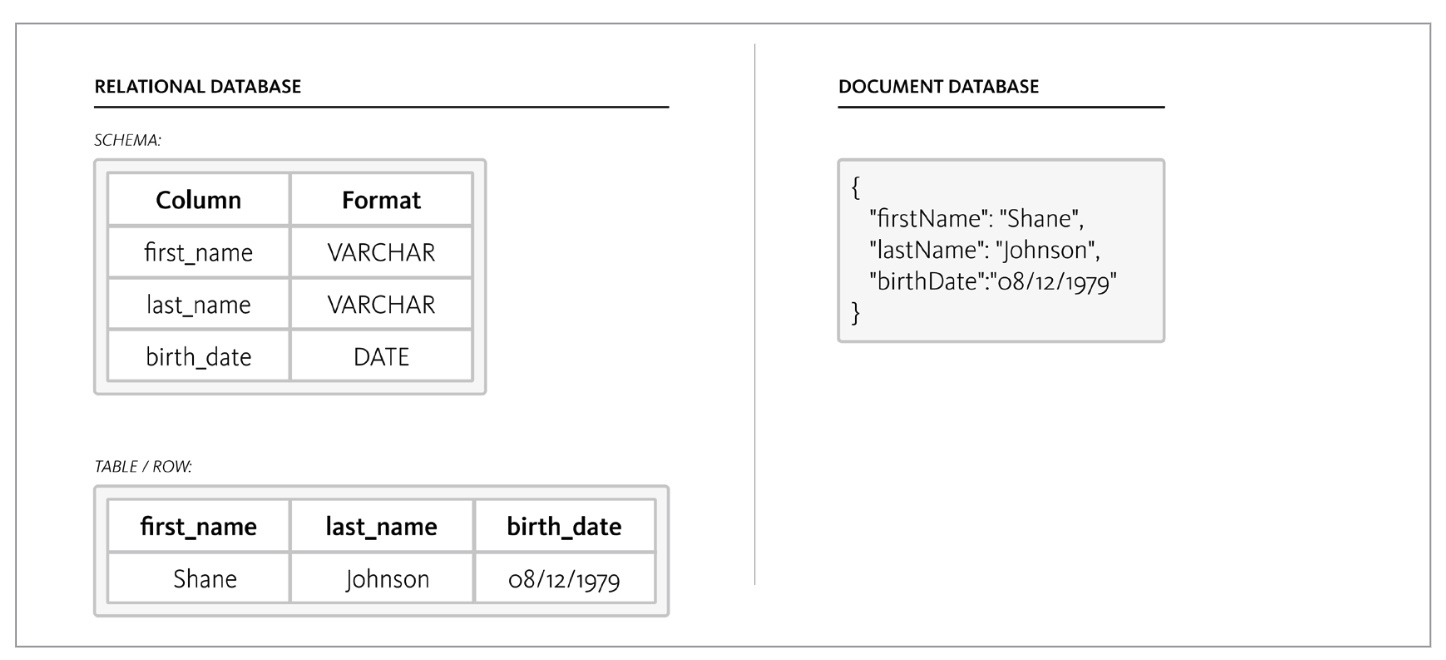 RELATIONAL DATABASE
SCHEMA:
Column Format
first_name VARCHAR
last_name VARCHAR
birth_date DATE
TABLE / ROW:
first_name last_name birth_date
Shane Johnson 08/12/1979
DOCUMENT DATABASE
{
"firstName": "Shane",
"lastName": "Johnson",
"birthDate":"08/12/1979"
}